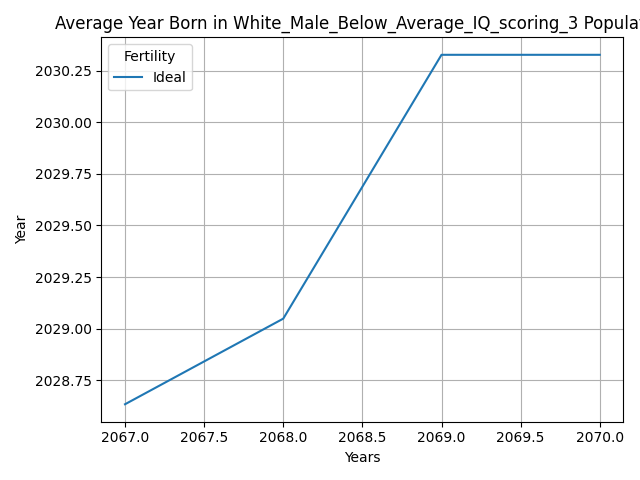 Average Year Born in White_Male_Below_Average_IQ_scoring_3 Popula
Fertility
Ideal
2030.25
2030.00
2029.75
2029.50
2029.25
2029.00
2028.75
Year
2067.0 2067.5 2068.0 2068.5 2069.0 2069.5 2070.0
Years